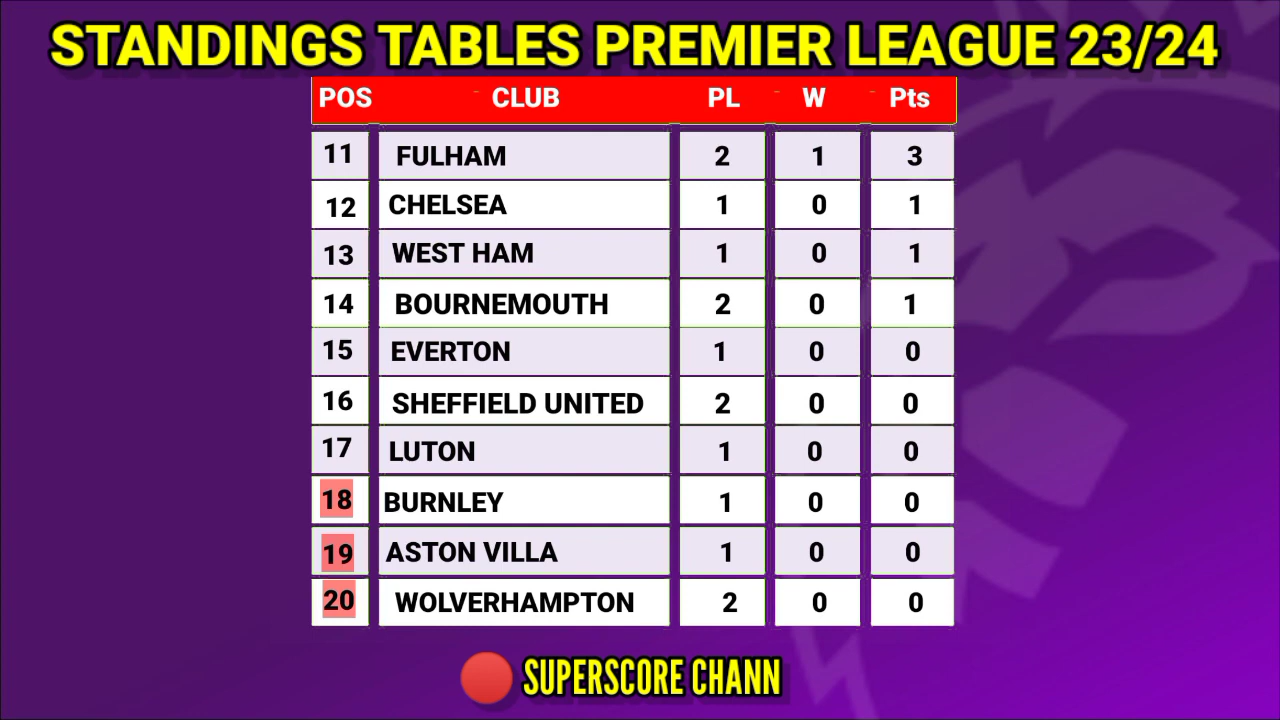 STANDINGS TABLES PREMIER LEAGUE 23/24
POS CLUB PL W Pts
11 FULHAM 2 1 3
12 CHELSEA 1 0 1
13 WEST HAM 1 0 1
14 BOURNEMOUTH 2 0 1
15 EVERTON 1 0 0
16 SHEFFIELD UNITED 2 0 0
17 LUTON 1 0 0
18 BURNLEY 1 0 0
19 ASTON VILLA 1 0 0
20 WOLVERHAMPTON 2 0 0
SUPERSCORE CHANN